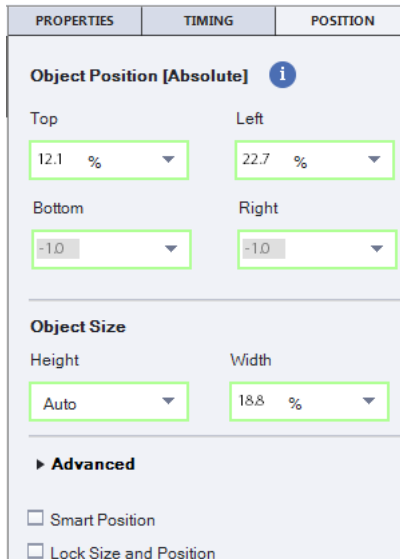 PROPERTIES TIMING POSITION
Object Position [Absolute] i
Top Left
12.1 % 22.7 %
Bottom Right
-1.0 -1.0
Object Size
Height Width
Auto 18.8 %
Advanced
Smart Position
Lock Size and Position